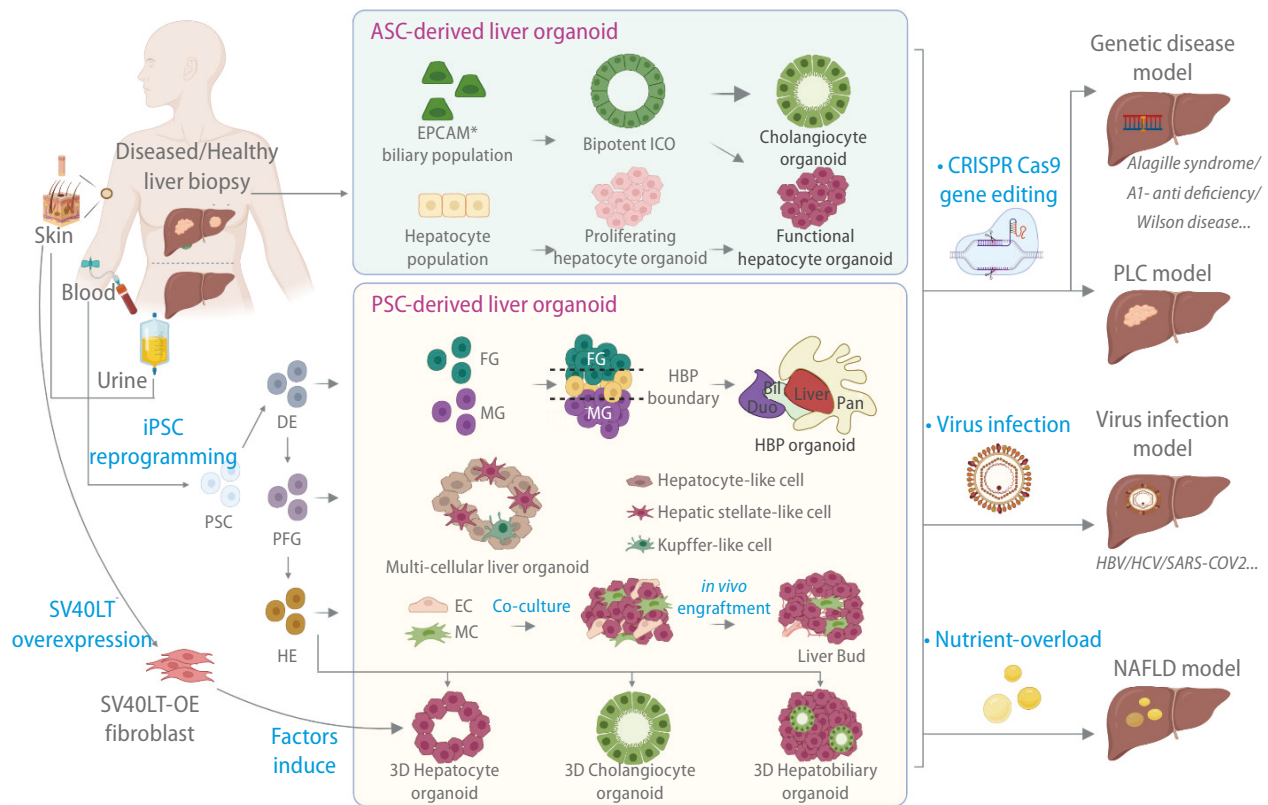 ASC-derived liver organoid
EPCAM*
biliary population
Bipotent ICO
Cholangiocyte
organoid
Hepatocyte
population
Proliferating
hepatocyte organoid
Functional
hepatocyte organoid
Diseased/Healthy
liver biopsy
Skin
Blood
Urine
iPSC
reprogramming
PSC
DE
PFG
HE
SV40LT
overexpression
SV40LT-OE
fibroblast
Factors
induce
PSC-derived liver organoid
FG
MG
FG
MG
HBP
boundary
Bil
Duo
Liver
Pan
HBP organoid
Hepatocyte-like cell
Hepatic stellate-like cell
Kupffer-like cell
Multi-cellular liver organoid
EC
MC
Co-culture
in vivo
engraftment
Liver Bud
3D Hepatocyte
organoid
3D Cholangiocyte
organoid
3D Hepatobiliary
organoid
• CRISPR Cas9
gene editing
Genetic disease
model
Alagille syndrome/
A1- anti deficiency/
Wilson disease...
PLC model
• Virus infection
Virus infection
model
HBV/HCV/SARS-COV2...
• Nutrient-overload
NAFLD model